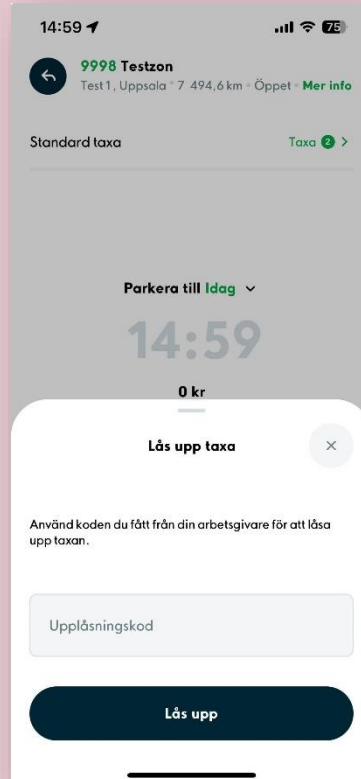 14:59 75
9998 Testzon
Test 1, Uppsala • 7 494,6 km • Öppet • Mer info
Standard taxa Taxa 2 >
Parkera till Idag
14:59
0 kr
Lås upp taxa ×
Använd koden du fått från din arbetsgivare för att låsa
upp taxan.
Upplåsningskod
Lås upp